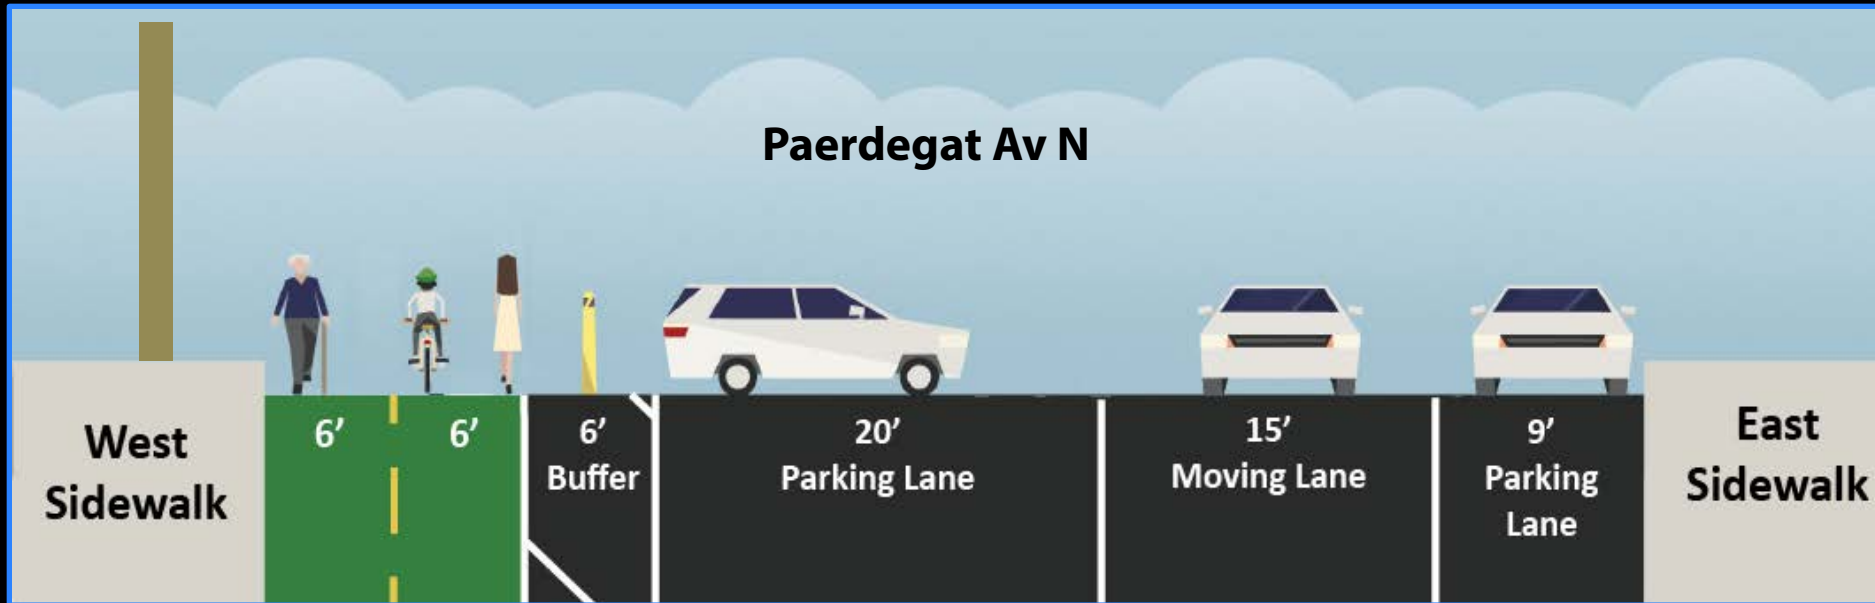 Paerdegat Av N
West
Sidewalk
6’
6’
6’
Buffer
20’
Parking Lane
15’
Moving Lane
9’
Parking
Lane
East
Sidewalk